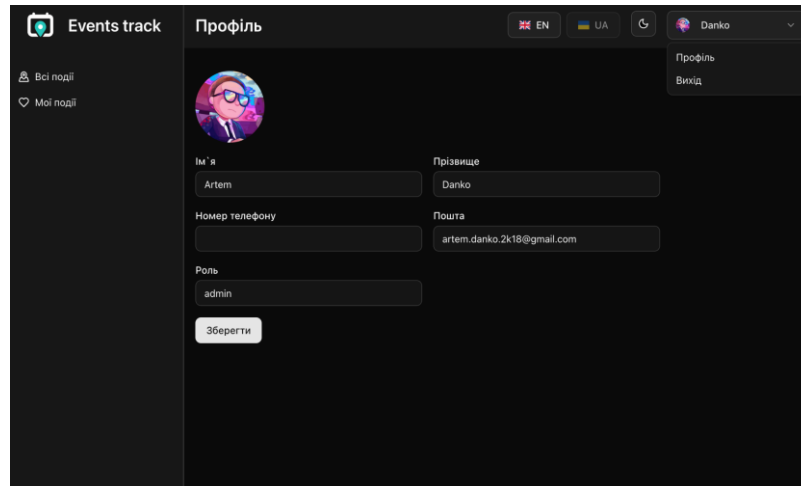 Events track
Профіль
EN
UA
Danko
Профіль
Вихід
Всі події
Мої події
Ім`я
Прізвище
Artem
Danko
Номер телефону
Пошта
artem.danko.2k18@gmail.com
Роль
admin
Зберегти